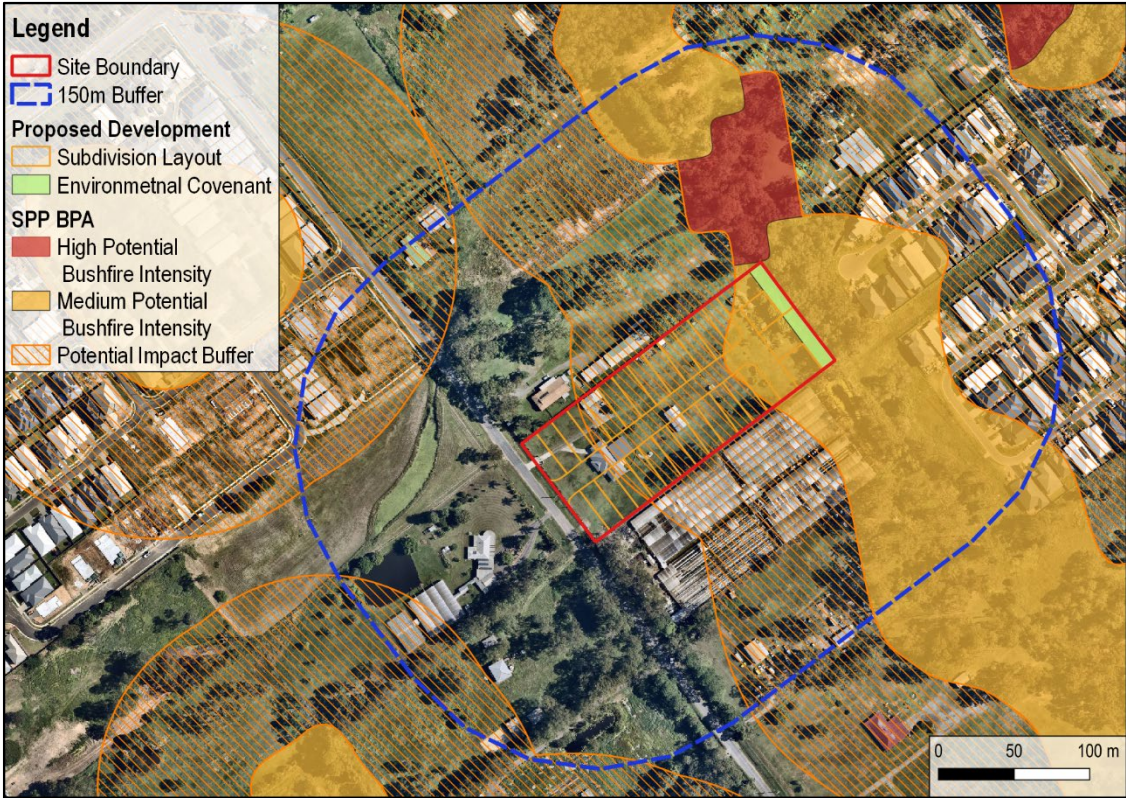 Legend
Site Boundary
150m Buffer
Proposed Development
Subdivision Layout
Environmetnal Covenant
SPP BPA
High Potential
Bushfire Intensity
Medium Potential
Bushfire Intensity
Potential Impact Buffer
0 50 100 m